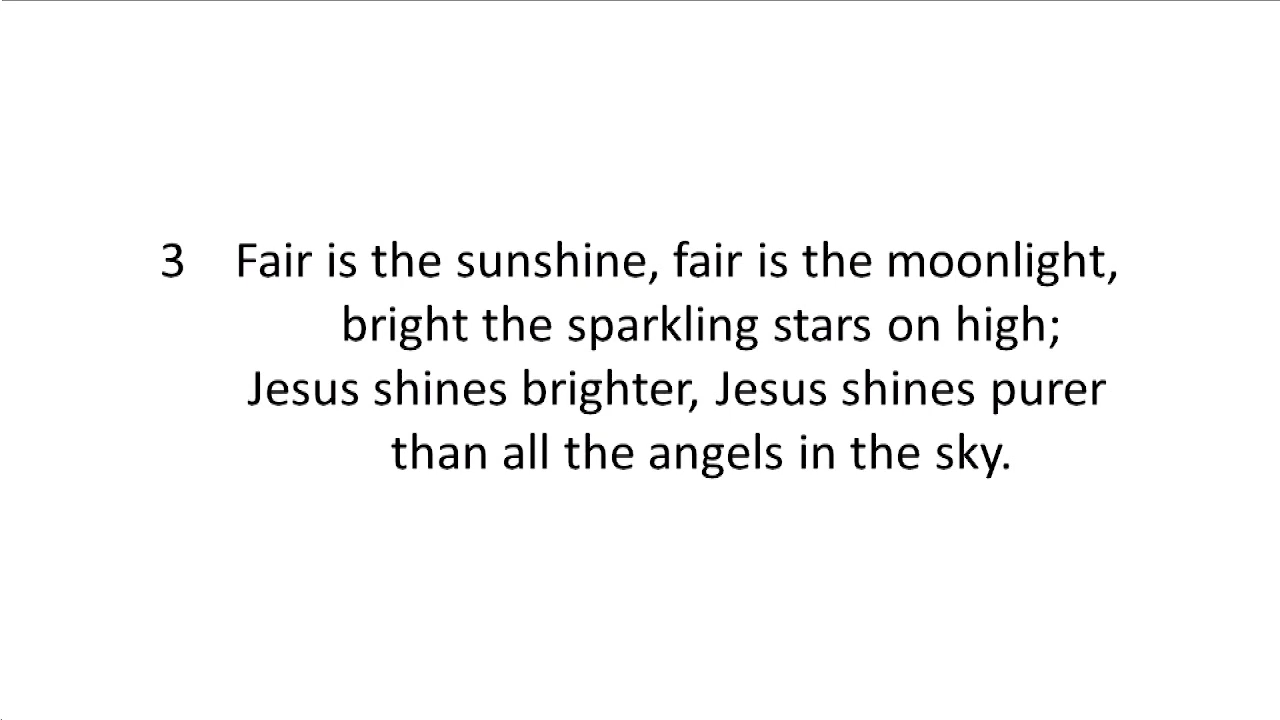 3 Fair is the sunshine, fair is the moonlight,
bright the sparkling stars on high;
Jesus shines brighter, Jesus shines purer
than all the angels in the sky.